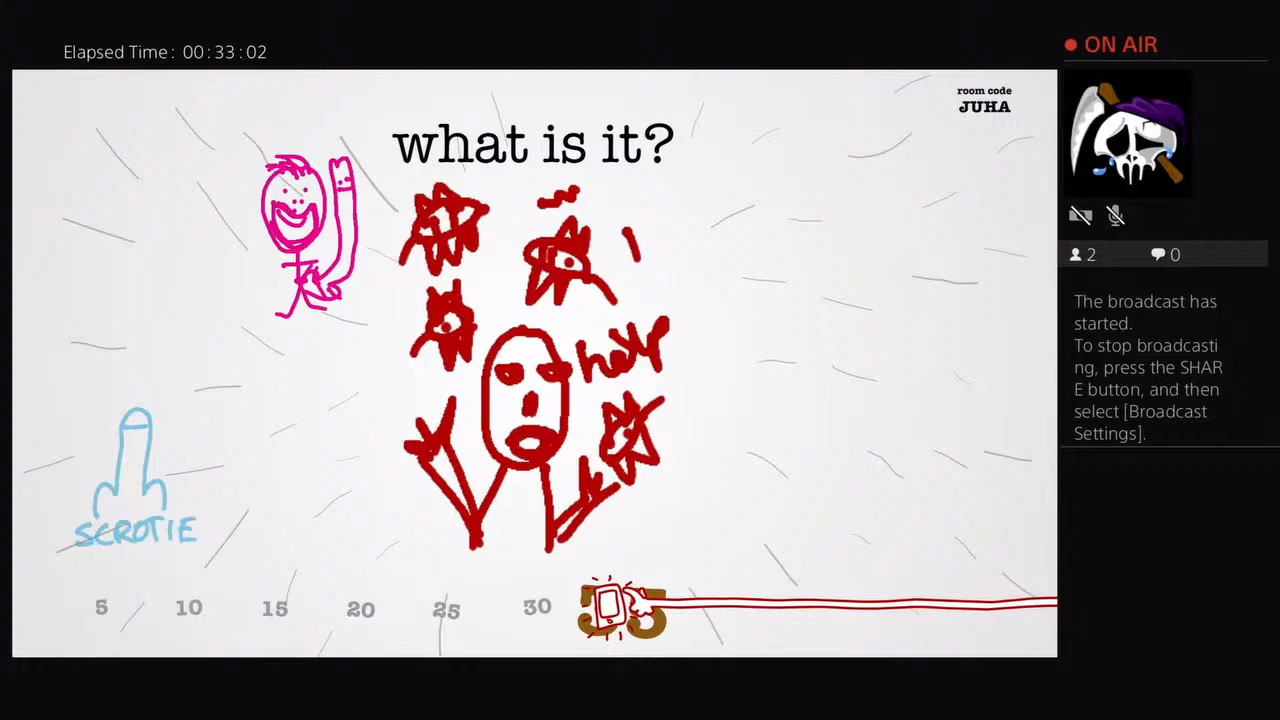 Elapsed Time: 00:33:02
ON AIR
room code
JUHA
what is it?
2
0
help
The broadcast has
started.
To stop broadcasti
ng, press the SHAR
E button, and then
select [Broadcast
Settings].
SCROTIE
5 10 15 20 25 30 35